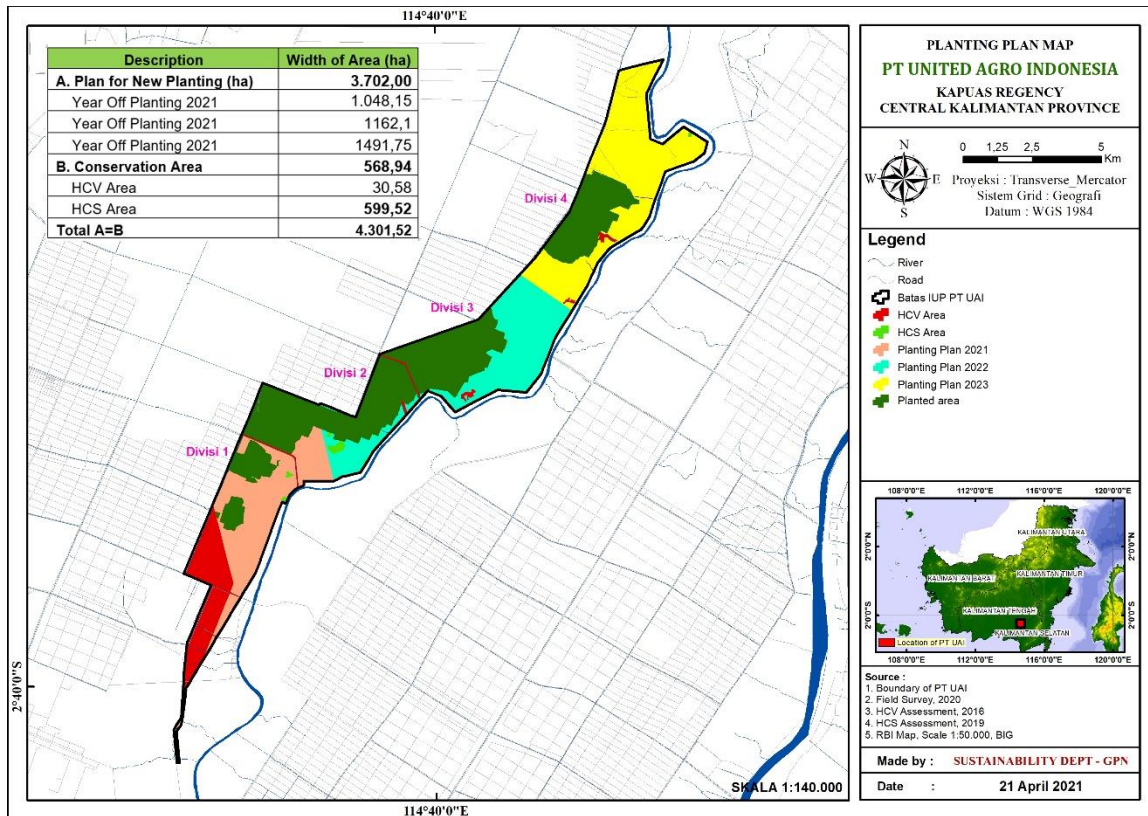 114°40'0"E
Description Width of Area (ha)
A. Plan for New Planting (ha) 3.702,00
Year Off Planting 2021 1.048,15
Year Off Planting 2021 1162,1
Year Off Planting 2021 1491,75
B. Conservation Area 568,94
HCV Area 30,58
HCS Area 599,52
Total A=B 4.301,52
Divisi 4
Divisi 3
Divisi 2
Divisi 1
2°40'0"S
SKALA 1:140.000
114°40'0"E
PLANTING PLAN MAP
PT UNITED AGRO INDONESIA
KAPUAS REGENCY
CENTRAL KALIMANTAN PROVINCE
N
W E
S
0 1,25 2,5 5
Km
Proyeksi : Transverse_Mercator
Sistem Grid : Geografi
Datum : WGS 1984
Legend
River
Road
Batas IUP PT UAI
HCV Area
HCS Area
Planting Plan 2021
Planting Plan 2022
Planting Plan 2023
Planted area
108°0'0"E 112°0'0"E 116°0'0"E 120°0'0"E
2°0'0"N 2°0'0"N
KALIMANTAN UTARA
KALIMANTAN BARAT KALIMANTAN TIMUR
KALIMANTAN TENGAH
2°0'0"S 2°0'0"S
KALIMANTAN SELATAN
Location of PT UAI
108°0'0"E 112°0'0"E 116°0'0"E 120°0'0"E
Source :
1. Boundary of PT UAI
2. Field Survey, 2020
3. HCV Assessment, 2016
4. HCS Assessment, 2019
5. RBI Map, Scale 1:50.000, BIG
Made by : SUSTAINABILITY DEPT - GPN
Date : 21 April 2021